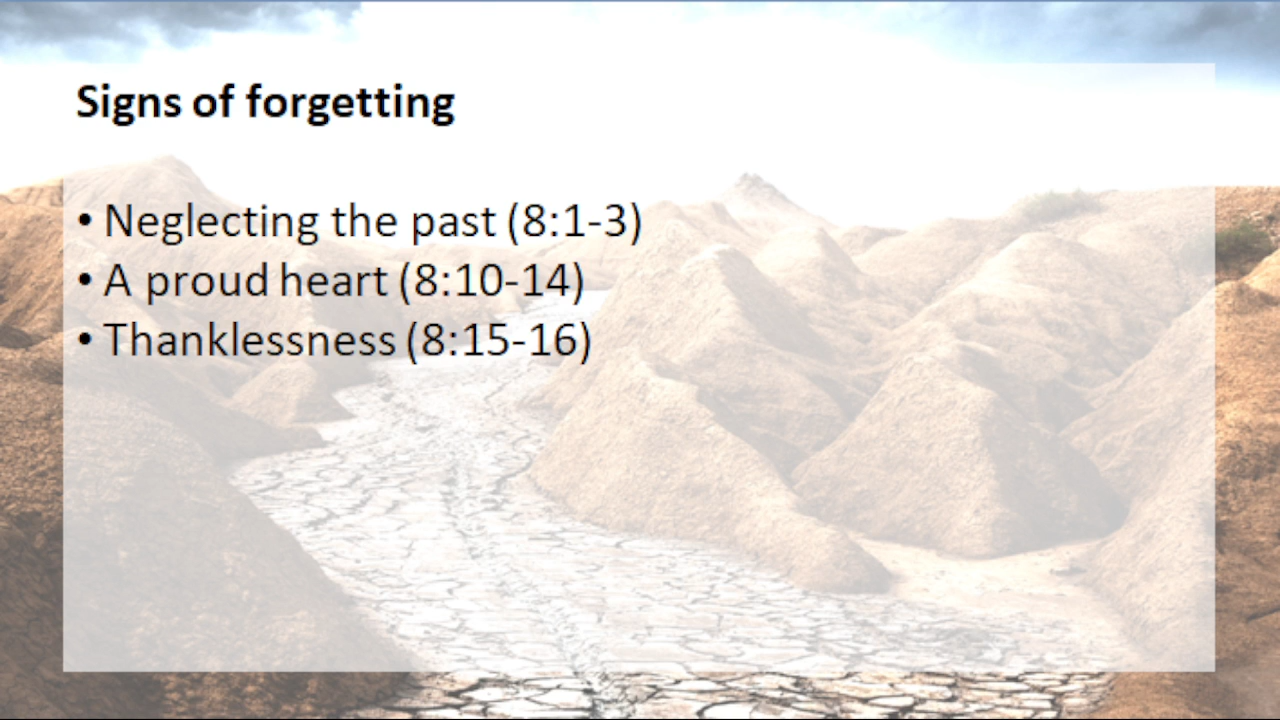 Signs of forgetting
• Neglecting the past (8:1-3)
• A proud heart (8:10-14)
• Thanklessness (8:15-16)